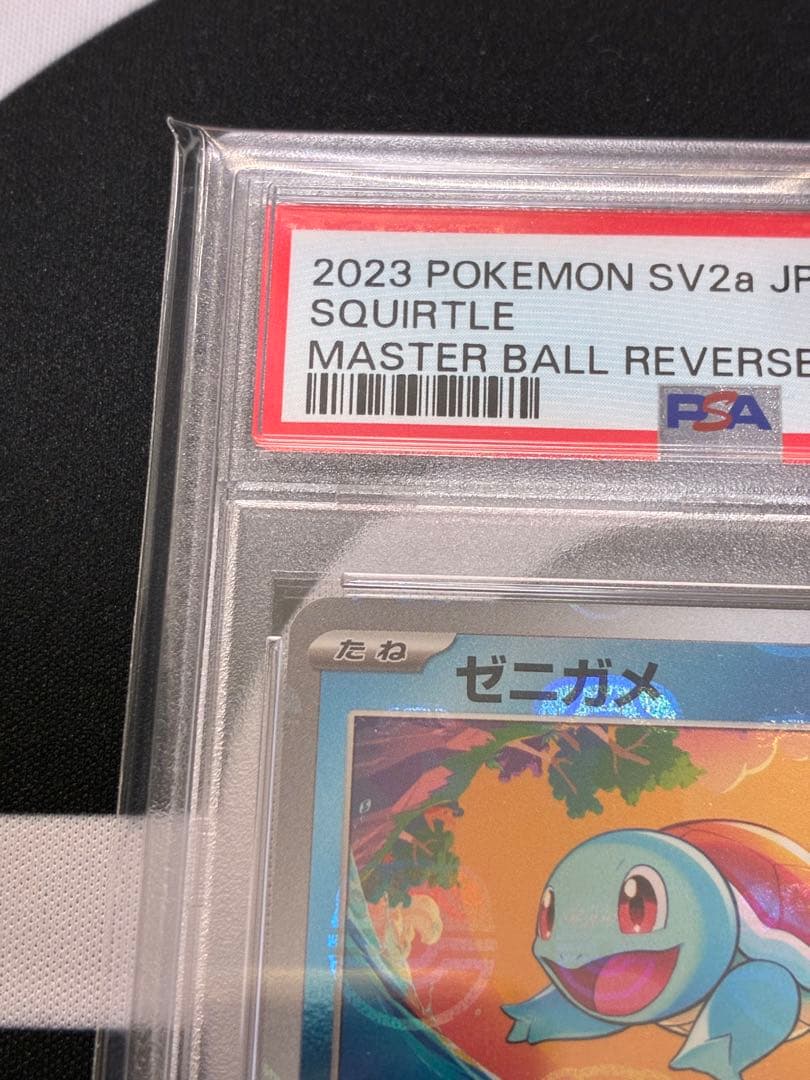 2023 POKEMON SV2a JP
SQUIRTLE
MASTER BALL REVERSE
PSA
たね
ゼニガメ